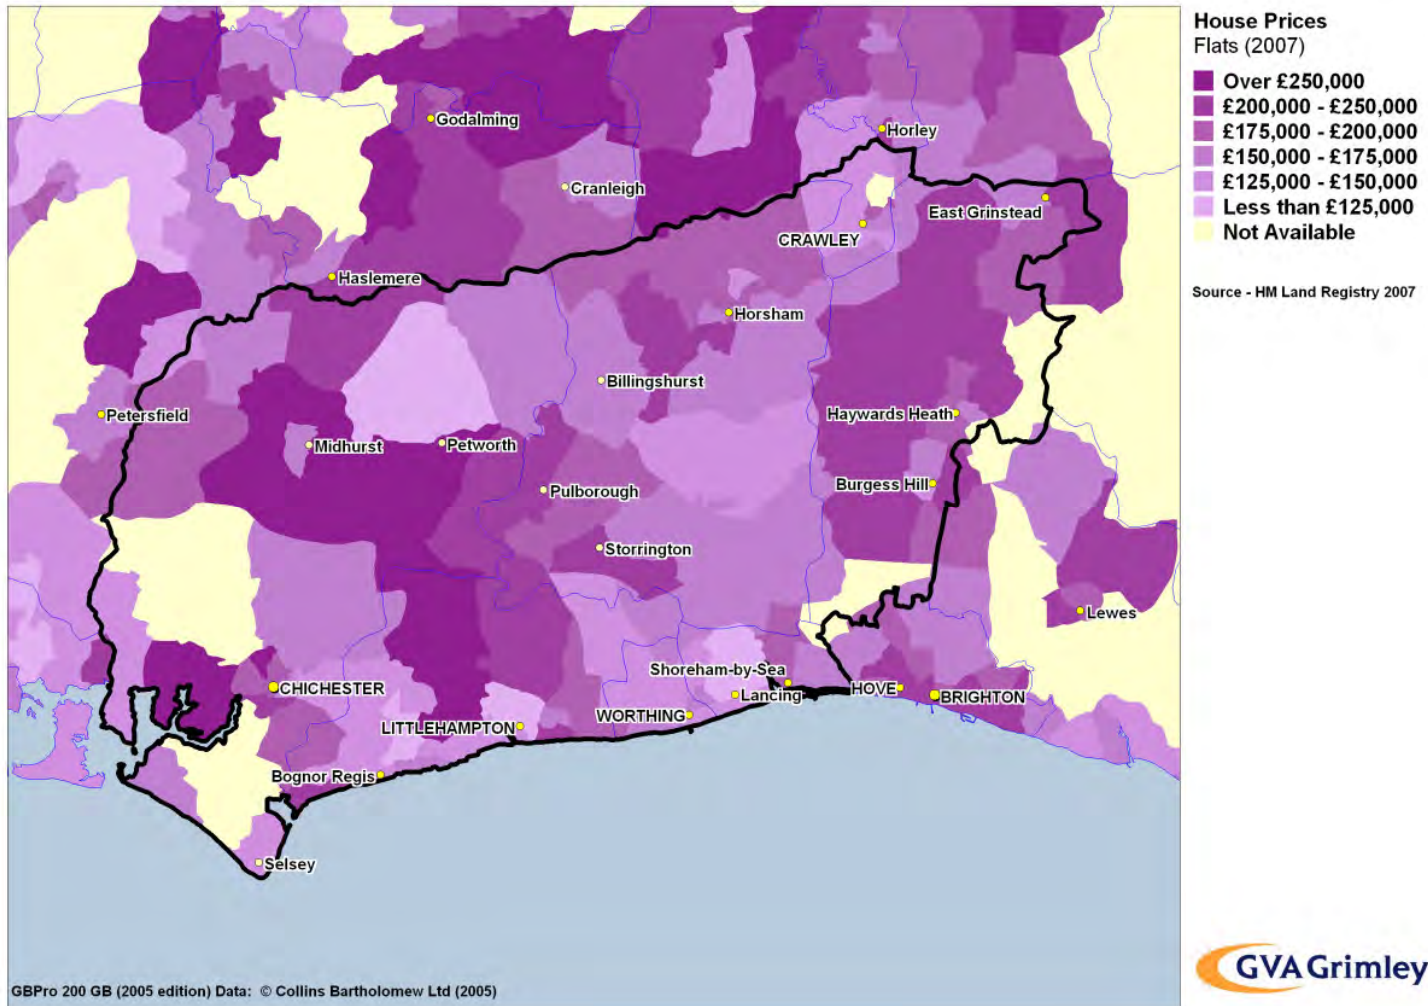 House Prices
Flats (2007)
Over £250,000
£200,000 - £250,000
£175,000 - £200,000
£150,000 - £175,000
£125,000 - £150,000
Less than £125,000
Not Available
Source - HM Land Registry 2007
Godalming
Horley
Cranleigh
East Grinstead
CRAWLEY
Haslemere
Horsham
Billingshurst
Petersfield
Haywards Heath
Midhurst
Petworth
Burgess Hill
Pulborough
Storrington
Lewes
Shoreham-by-Sea
CHICHESTER
HOVE
Lancing
BRIGHTON
WORTHING
LITTLEHAMPTON
Bognor Regis
Selsey
GVA Grimley
GBPro 200 GB (2005 edition) Data: © Collins Bartholomew Ltd (2005)